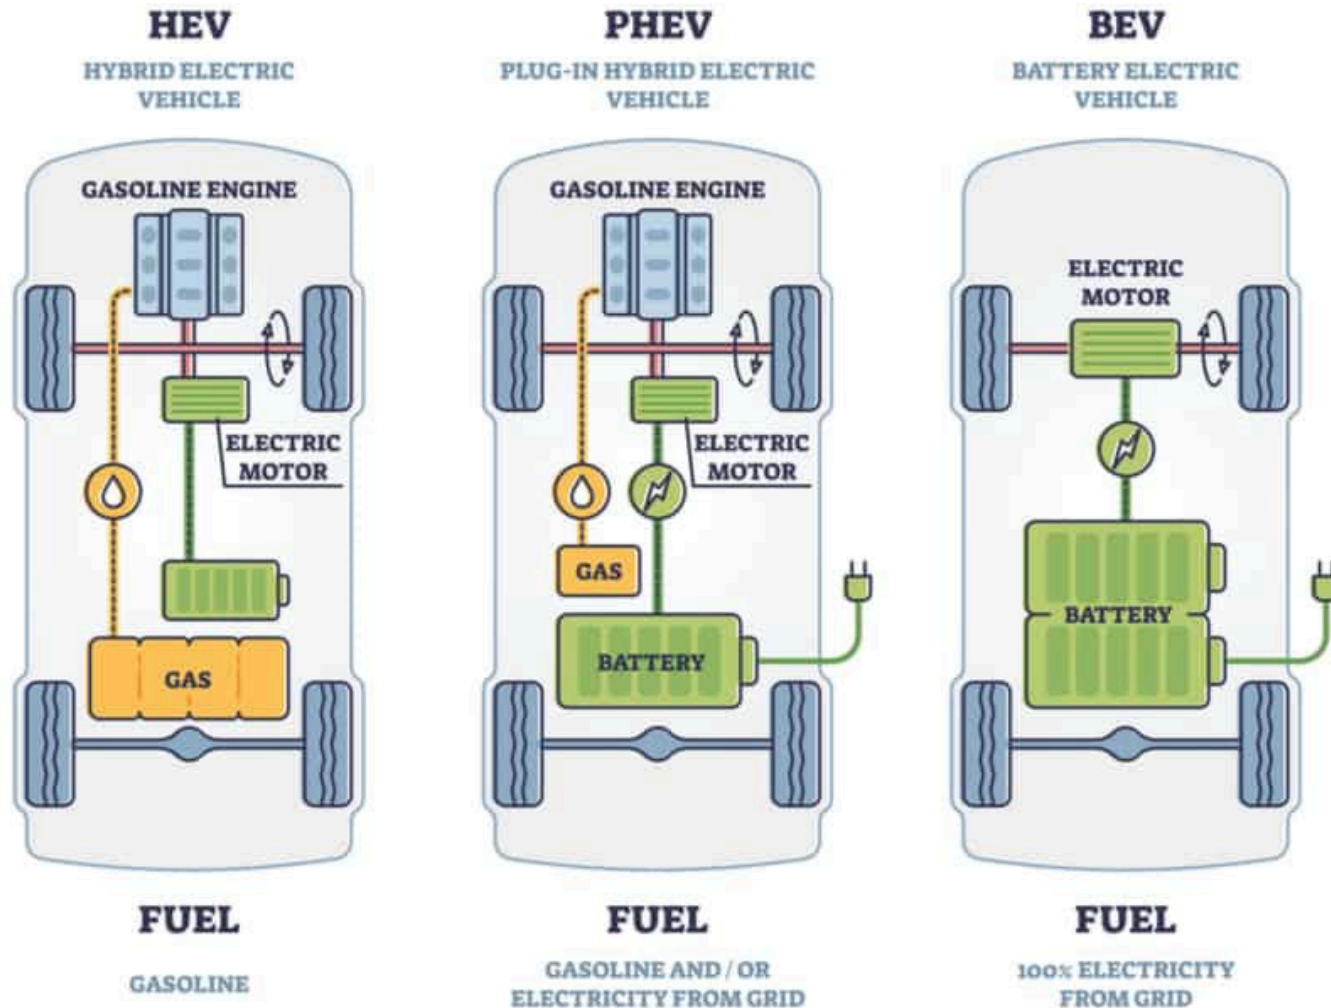 HEV
HYBRID ELECTRIC
VEHICLE
GASOLINE ENGINE
ELECTRIC
MOTOR
GAS
FUEL
GASOLINE
PHEV
PLUG-IN HYBRID ELECTRIC
VEHICLE
GASOLINE ENGINE
ELECTRIC
MOTOR
GAS
BATTERY
FUEL
GASOLINE AND / OR
ELECTRICITY FROM GRID
BEV
BATTERY ELECTRIC
VEHICLE
ELECTRIC
MOTOR
BATTERY
FUEL
100% ELECTRICITY
FROM GRID